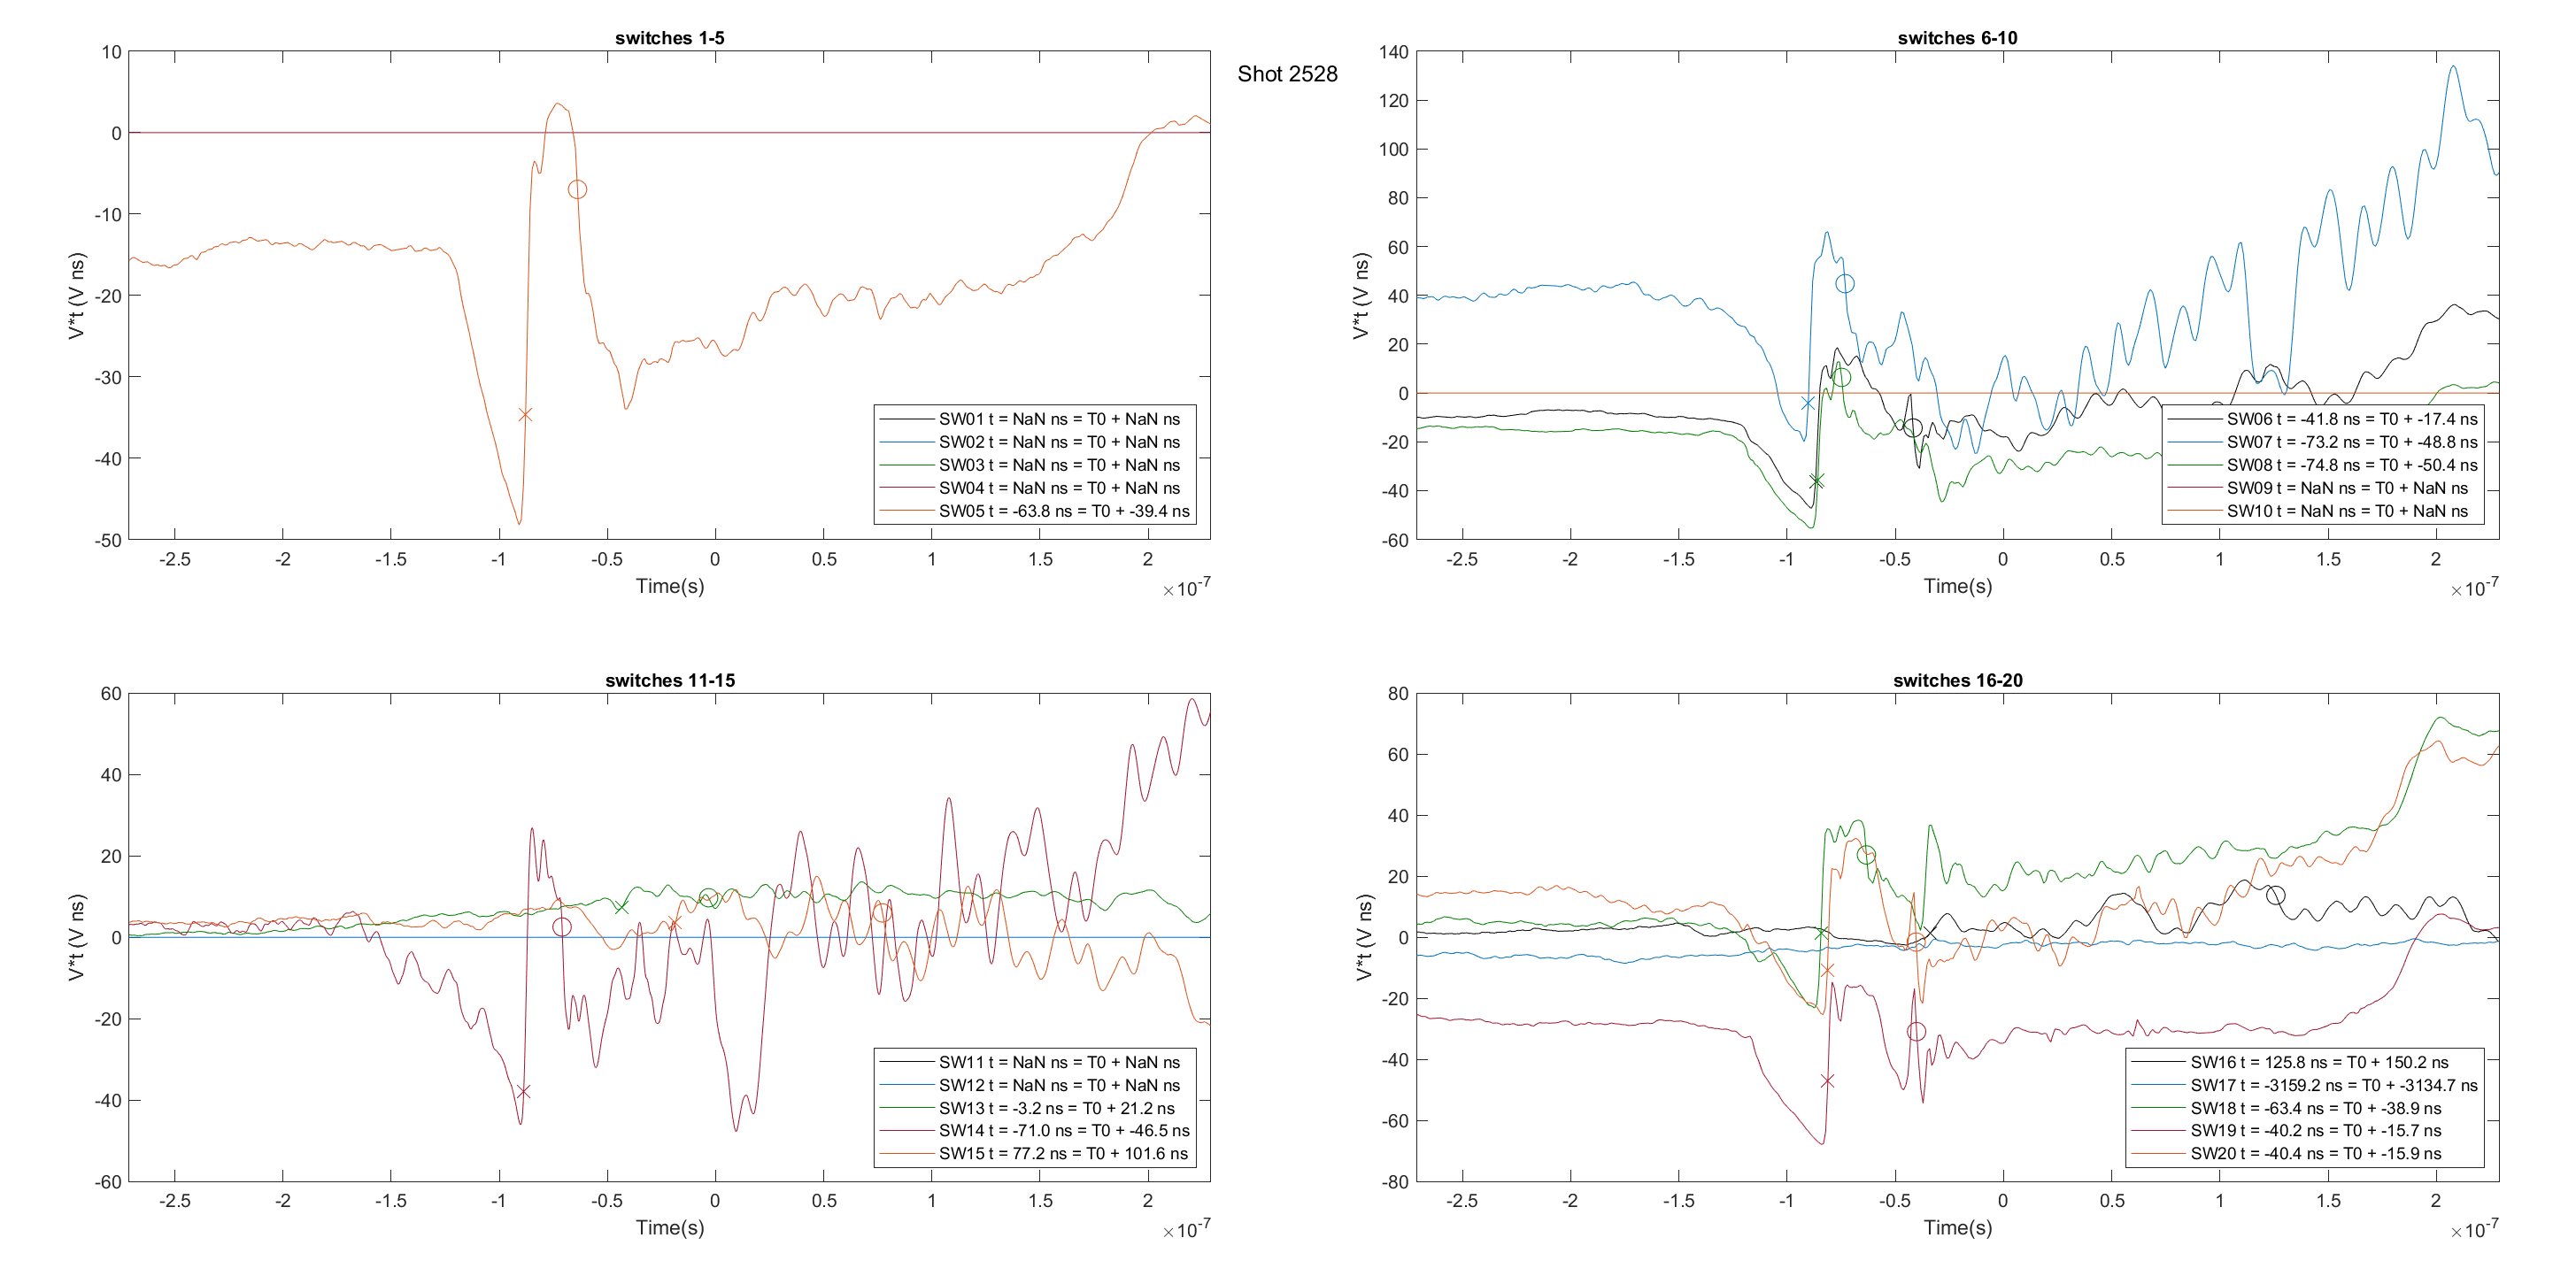 Shot 2528
switches 1-5
10
0
-10
-20
-30
-40
-50
V*t (V ns)
-2.5 -2 -1.5 -1 -0.5 0 0.5 1 1.5 2
Time(s)
×10-7
SW01 t = NaN ns = T0 + NaN ns
SW02 t = NaN ns = T0 + NaN ns
SW03 t = NaN ns = T0 + NaN ns
SW04 t = NaN ns = T0 + NaN ns
SW05 t = -63.8 ns = T0 + -39.4 ns
switches 6-10
140
120
100
80
60
40
20
0
-20
-40
-60
V*t (V ns)
-2.5 -2 -1.5 -1 -0.5 0 0.5 1 1.5 2
Time(s)
×10-7
SW06 t = -41.8 ns = T0 + -17.4 ns
SW07 t = -73.2 ns = T0 + -48.8 ns
SW08 t = -74.8 ns = T0 + -50.4 ns
SW09 t = NaN ns = T0 + NaN ns
SW10 t = NaN ns = T0 + NaN ns
switches 11-15
60
40
20
0
-20
-40
-60
V*t (V ns)
-2.5 -2 -1.5 -1 -0.5 0 0.5 1 1.5 2
Time(s)
×10-7
SW11 t = NaN ns = T0 + NaN ns
SW12 t = NaN ns = T0 + NaN ns
SW13 t = -3.2 ns = T0 + 21.2 ns
SW14 t = -71.0 ns = T0 + -46.5 ns
SW15 t = 77.2 ns = T0 + 101.6 ns
switches 16-20
80
60
40
20
0
-20
-40
-60
-80
V*t (V ns)
-2.5 -2 -1.5 -1 -0.5 0 0.5 1 1.5 2
Time(s)
×10-7
SW16 t = 125.8 ns = T0 + 150.2 ns
SW17 t = -3159.2 ns = T0 + -3134.7 ns
SW18 t = -63.4 ns = T0 + -38.9 ns
SW19 t = -40.2 ns = T0 + -15.7 ns
SW20 t = -40.4 ns = T0 + -15.9 ns